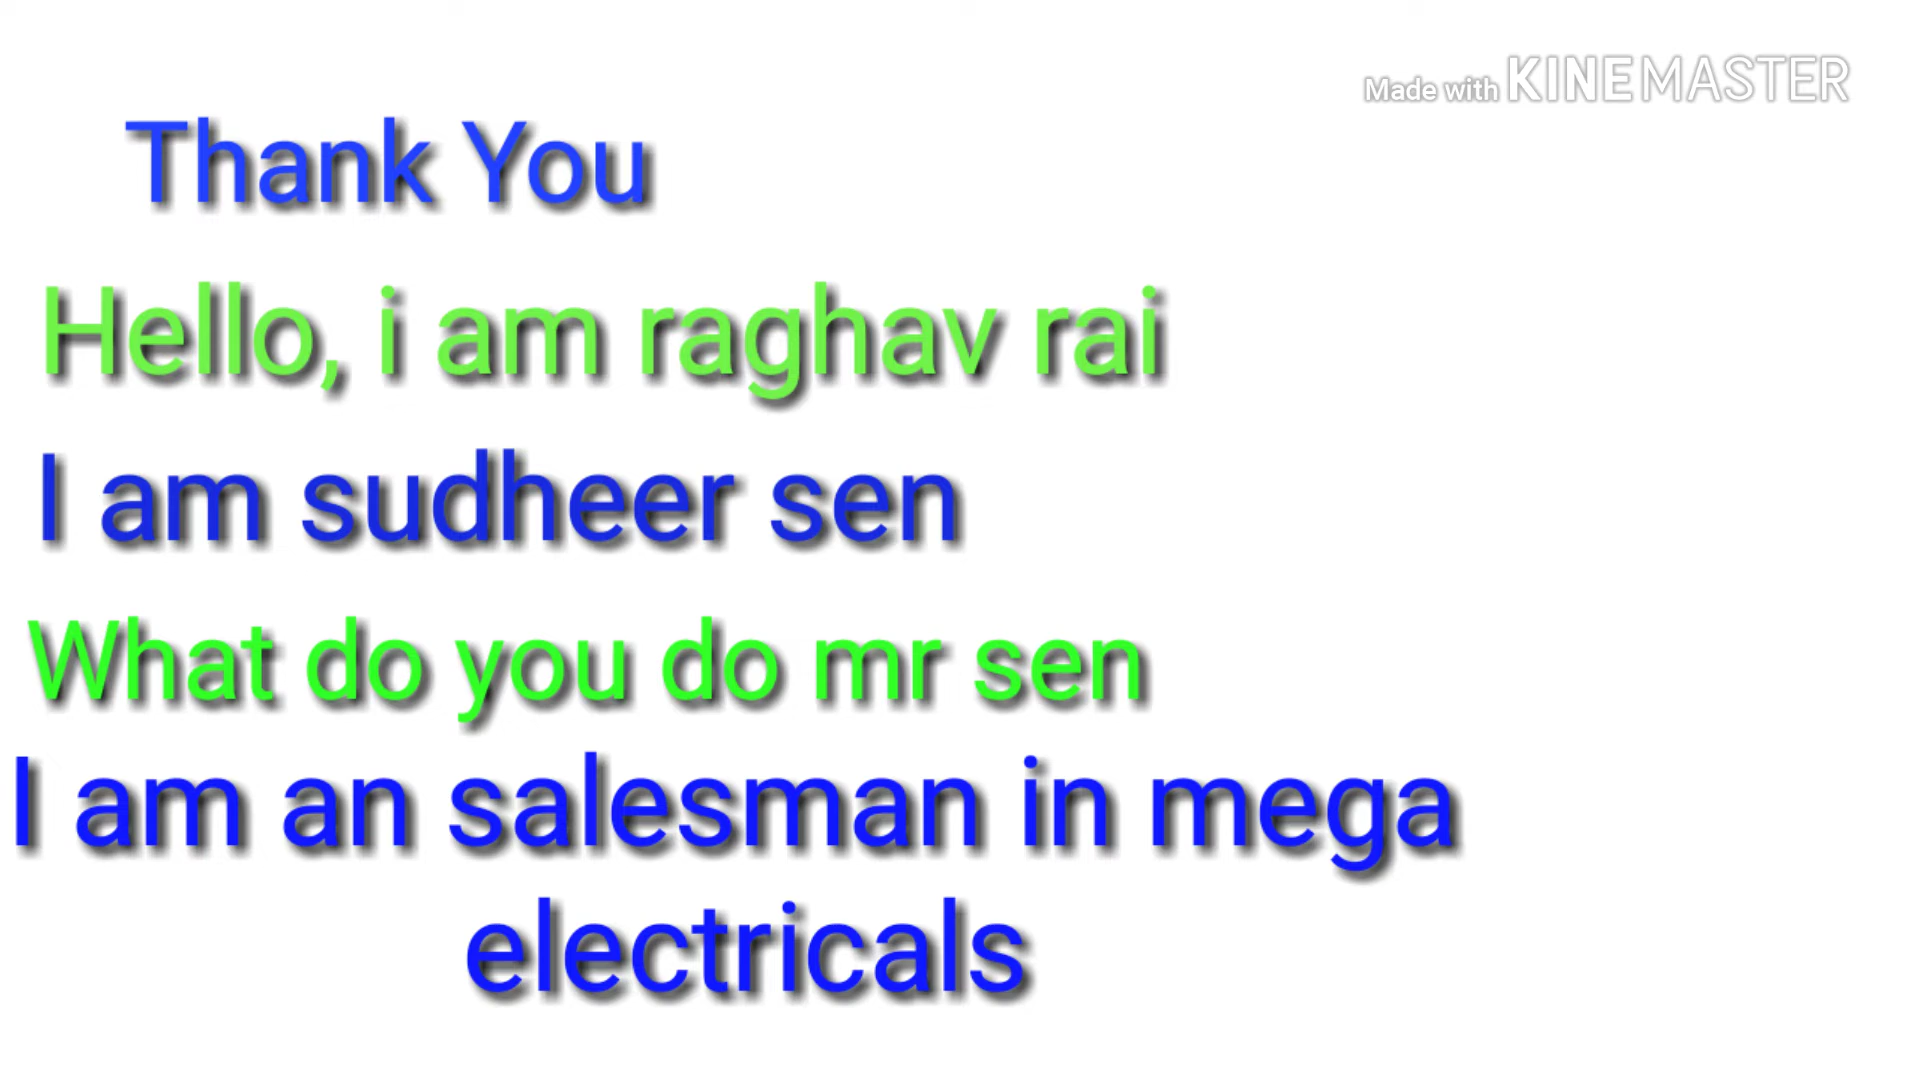 Made with KINEMASTER
Thank You
Hello, i am raghav rai
I am sudheer sen
What do you do mr sen
I am an salesman in mega
electricals